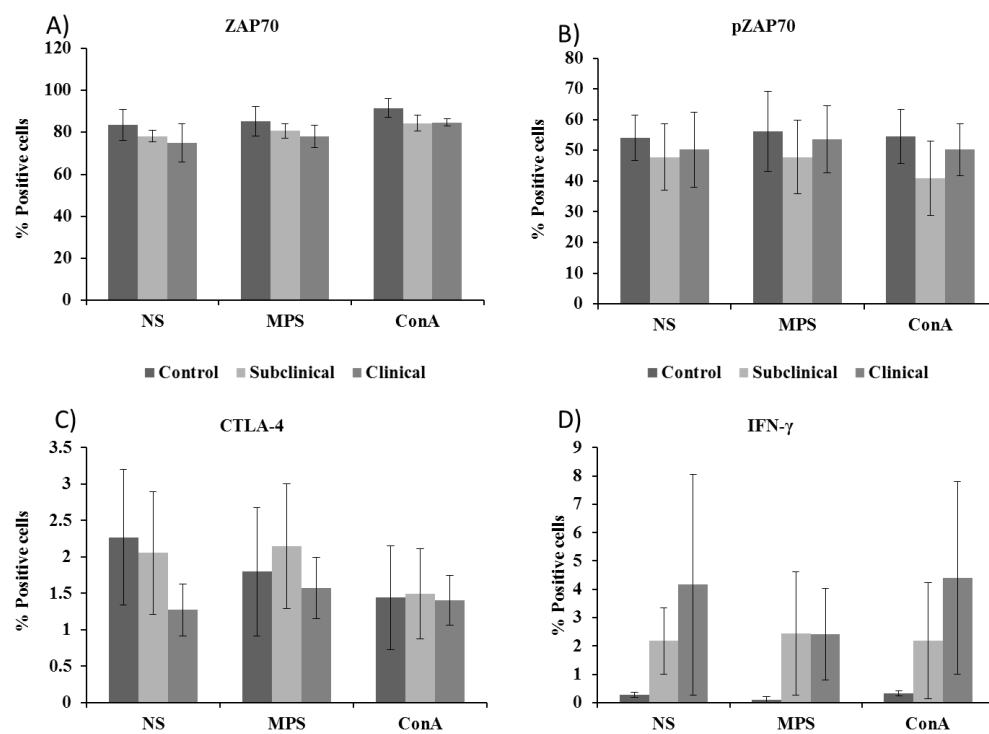 A)
ZAP70
120
100
80
60
40
20
0
% Positive cells
NS MPS ConA
B)
pZAP70
80
70
60
50
40
30
20
10
0
% Positive cells
NS MPS ConA
Control Subclinical Clinical
Control Subclinical Clinical
C)
CTLA-4
3.5
3
2.5
2
1.5
1
0.5
0
% Positive cells
NS MPS ConA
D)
IFN-γ
9
8
7
6
5
4
3
2
1
0
% Positive cells
NS MPS ConA